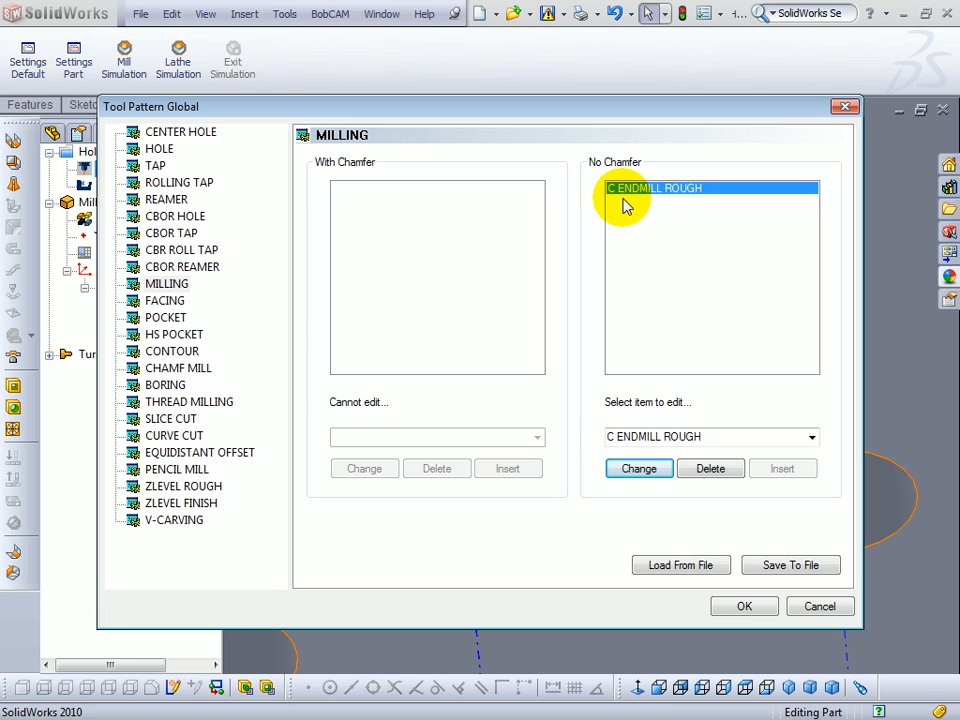 SolidWorks
File Edit View Insert Tools BobCAM Window Help
SolidWorks Se
Settings Default
Settings Part
Mill Simulation
Lathe Simulation
Exit Simulation
Features
Sketc
Tool Pattern Global
CENTER HOLE
HOLE
TAP
ROLLING TAP
REAMER
CBOR HOLE
CBOR TAP
CBR ROLL TAP
CBOR REAMER
MILLING
FACING
POCKET
HS POCKET
CONTOUR
CHAMF MILL
BORING
THREAD MILLING
SLICE CUT
CURVE CUT
EQUIDISTANT OFFSET
PENCIL MILL
ZLEVEL ROUGH
ZLEVEL FINISH
V-CARVING
MILLING
With Chamfer
No Chamfer
C ENDMILL ROUGH
Cannot edit...
Select item to edit...
C ENDMILL ROUGH
Change Delete Insert
Change Delete Insert
Load From File Save To File
OK Cancel
Hol
Mill
Tur
SolidWorks 2010
Editing Part